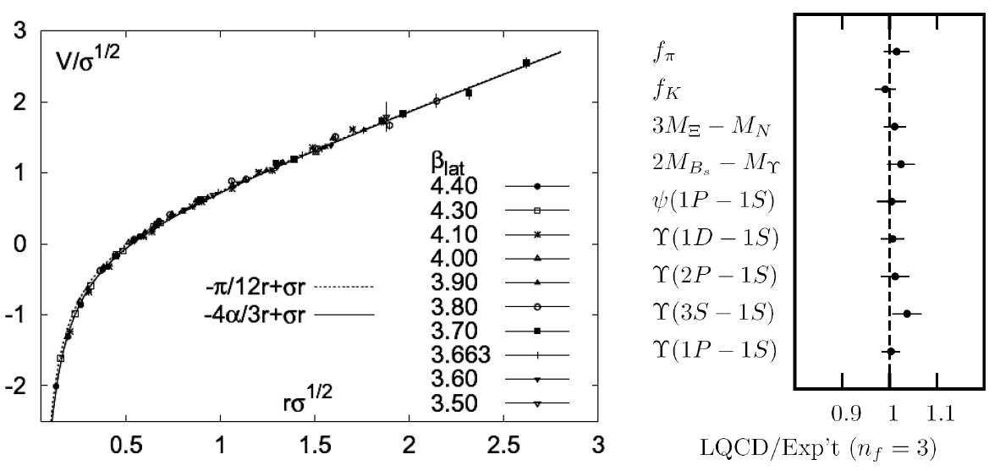 3
2
1
0
-1
-2
V/σ^1/2
β_lat
4.40
4.30
4.10
4.00
3.90
3.80
3.70
3.663
3.60
3.50
-π/12r+σr
-4α/3r+σr
rσ^1/2
0.5 1 1.5 2 2.5 3
f_π
f_K
3M_Ξ − M_N
2M_{B_s} − M_Υ
ψ(1P − 1S)
Υ(1D − 1S)
Υ(2P − 1S)
Υ(3S − 1S)
Υ(1P − 1S)
0.9 1 1.1
LQCD/Exp't (n_f = 3)